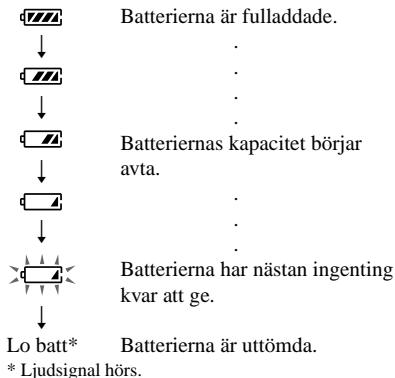 Batterierna är fulladdade.
.
.
.
Batteriernas kapacitet börjar
avta.
.
.
.
Batterierna har nästan ingenting
kvar att ge.
Lo batt* Batterierna är uttömda.
* Ljudsignal hörs.